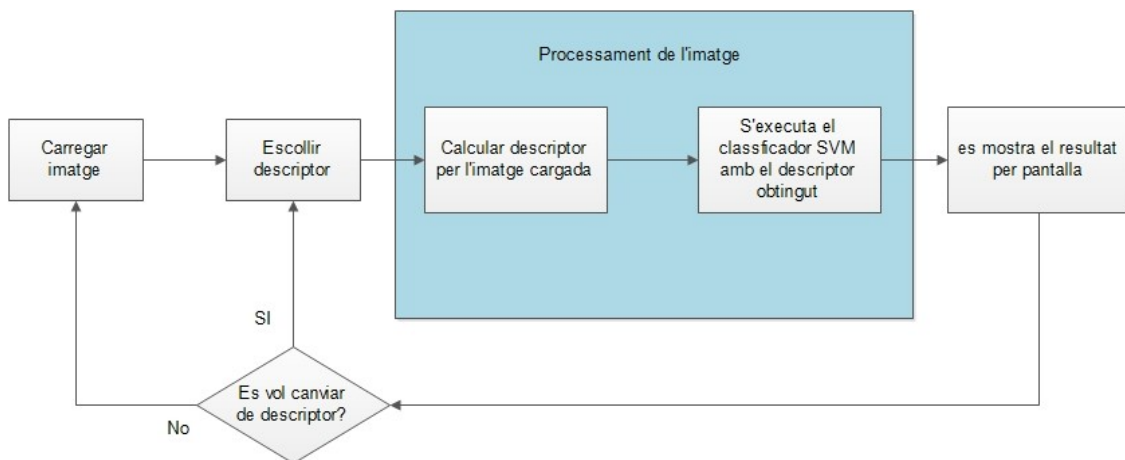 Processament de l'imatge
Carregar
imatge
Escollir
descriptor
Calcular descriptor
per l'imatge cargada
S'executa el
classficador SVM
amb el descriptor
obtingut
es mostra el resultat
per pantalla
SI
Es vol canviar
de descriptor?
No